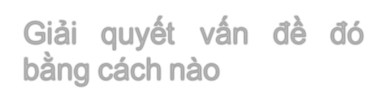 Giải quyết vấn đề đó
bằng cách nào